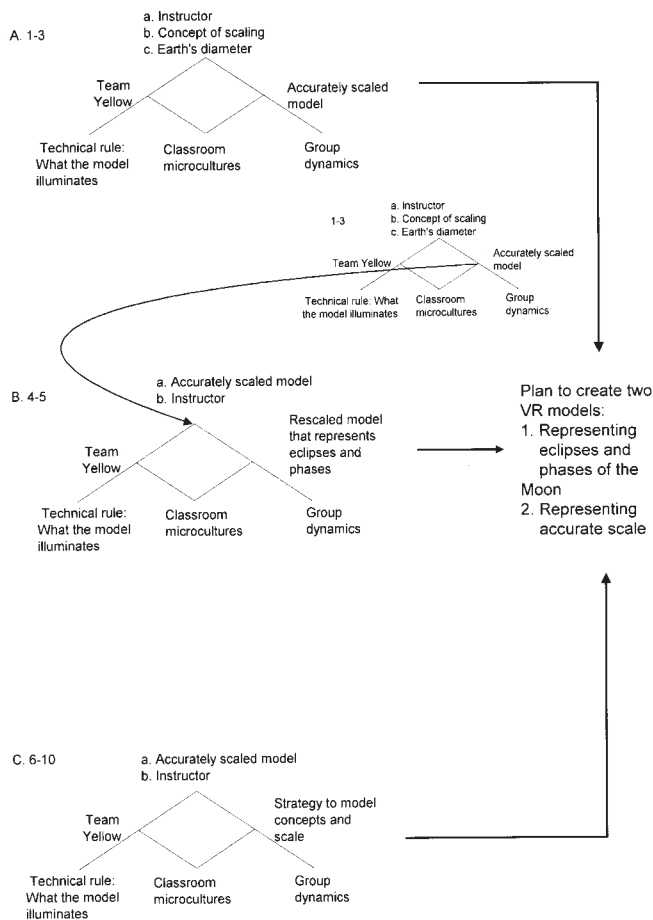 A. 1-3
a. Instructor
b. Concept of scaling
c. Earth's diameter
Team
Yellow
Accurately scaled
model
Technical rule:
What the model
illuminates
Classroom
microcultures
Group
dynamics
1-3
a. Instructor
b. Concept of scaling
c. Earth's diameter
Team Yellow
Accurately scaled
model
Technical rule: What
the model illuminates
Classroom
microcultures
Group
dynamics
B. 4-5
a. Accurately scaled model
b. Instructor
Team
Yellow
Rescaled model
that represents
eclipses and
phases
Technical rule:
What the model
illuminates
Classroom
microcultures
Group
dynamics
Plan to create two
VR models:
1. Representing
eclipses and
phases of the
Moon
2. Representing
accurate scale
C. 6-10
a. Accurately scaled model
b. Instructor
Team
Yellow
Strategy to model
concepts and
scale
Technical rule:
What the model
illuminates
Classroom
microcultures
Group
dynamics